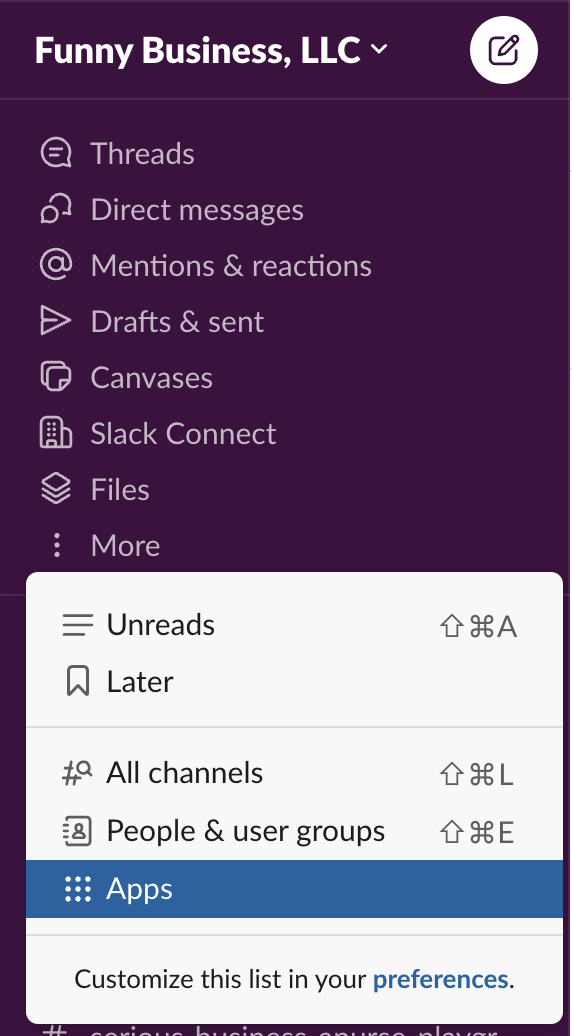 Funny Business, LLC
Threads
Direct messages
Mentions & reactions
Drafts & sent
Canvases
Slack Connect
Files
More
Unreads ⇧⌘A
Later
All channels ⇧⌘L
People & user groups ⇧⌘E
Apps
Customize this list in your preferences.